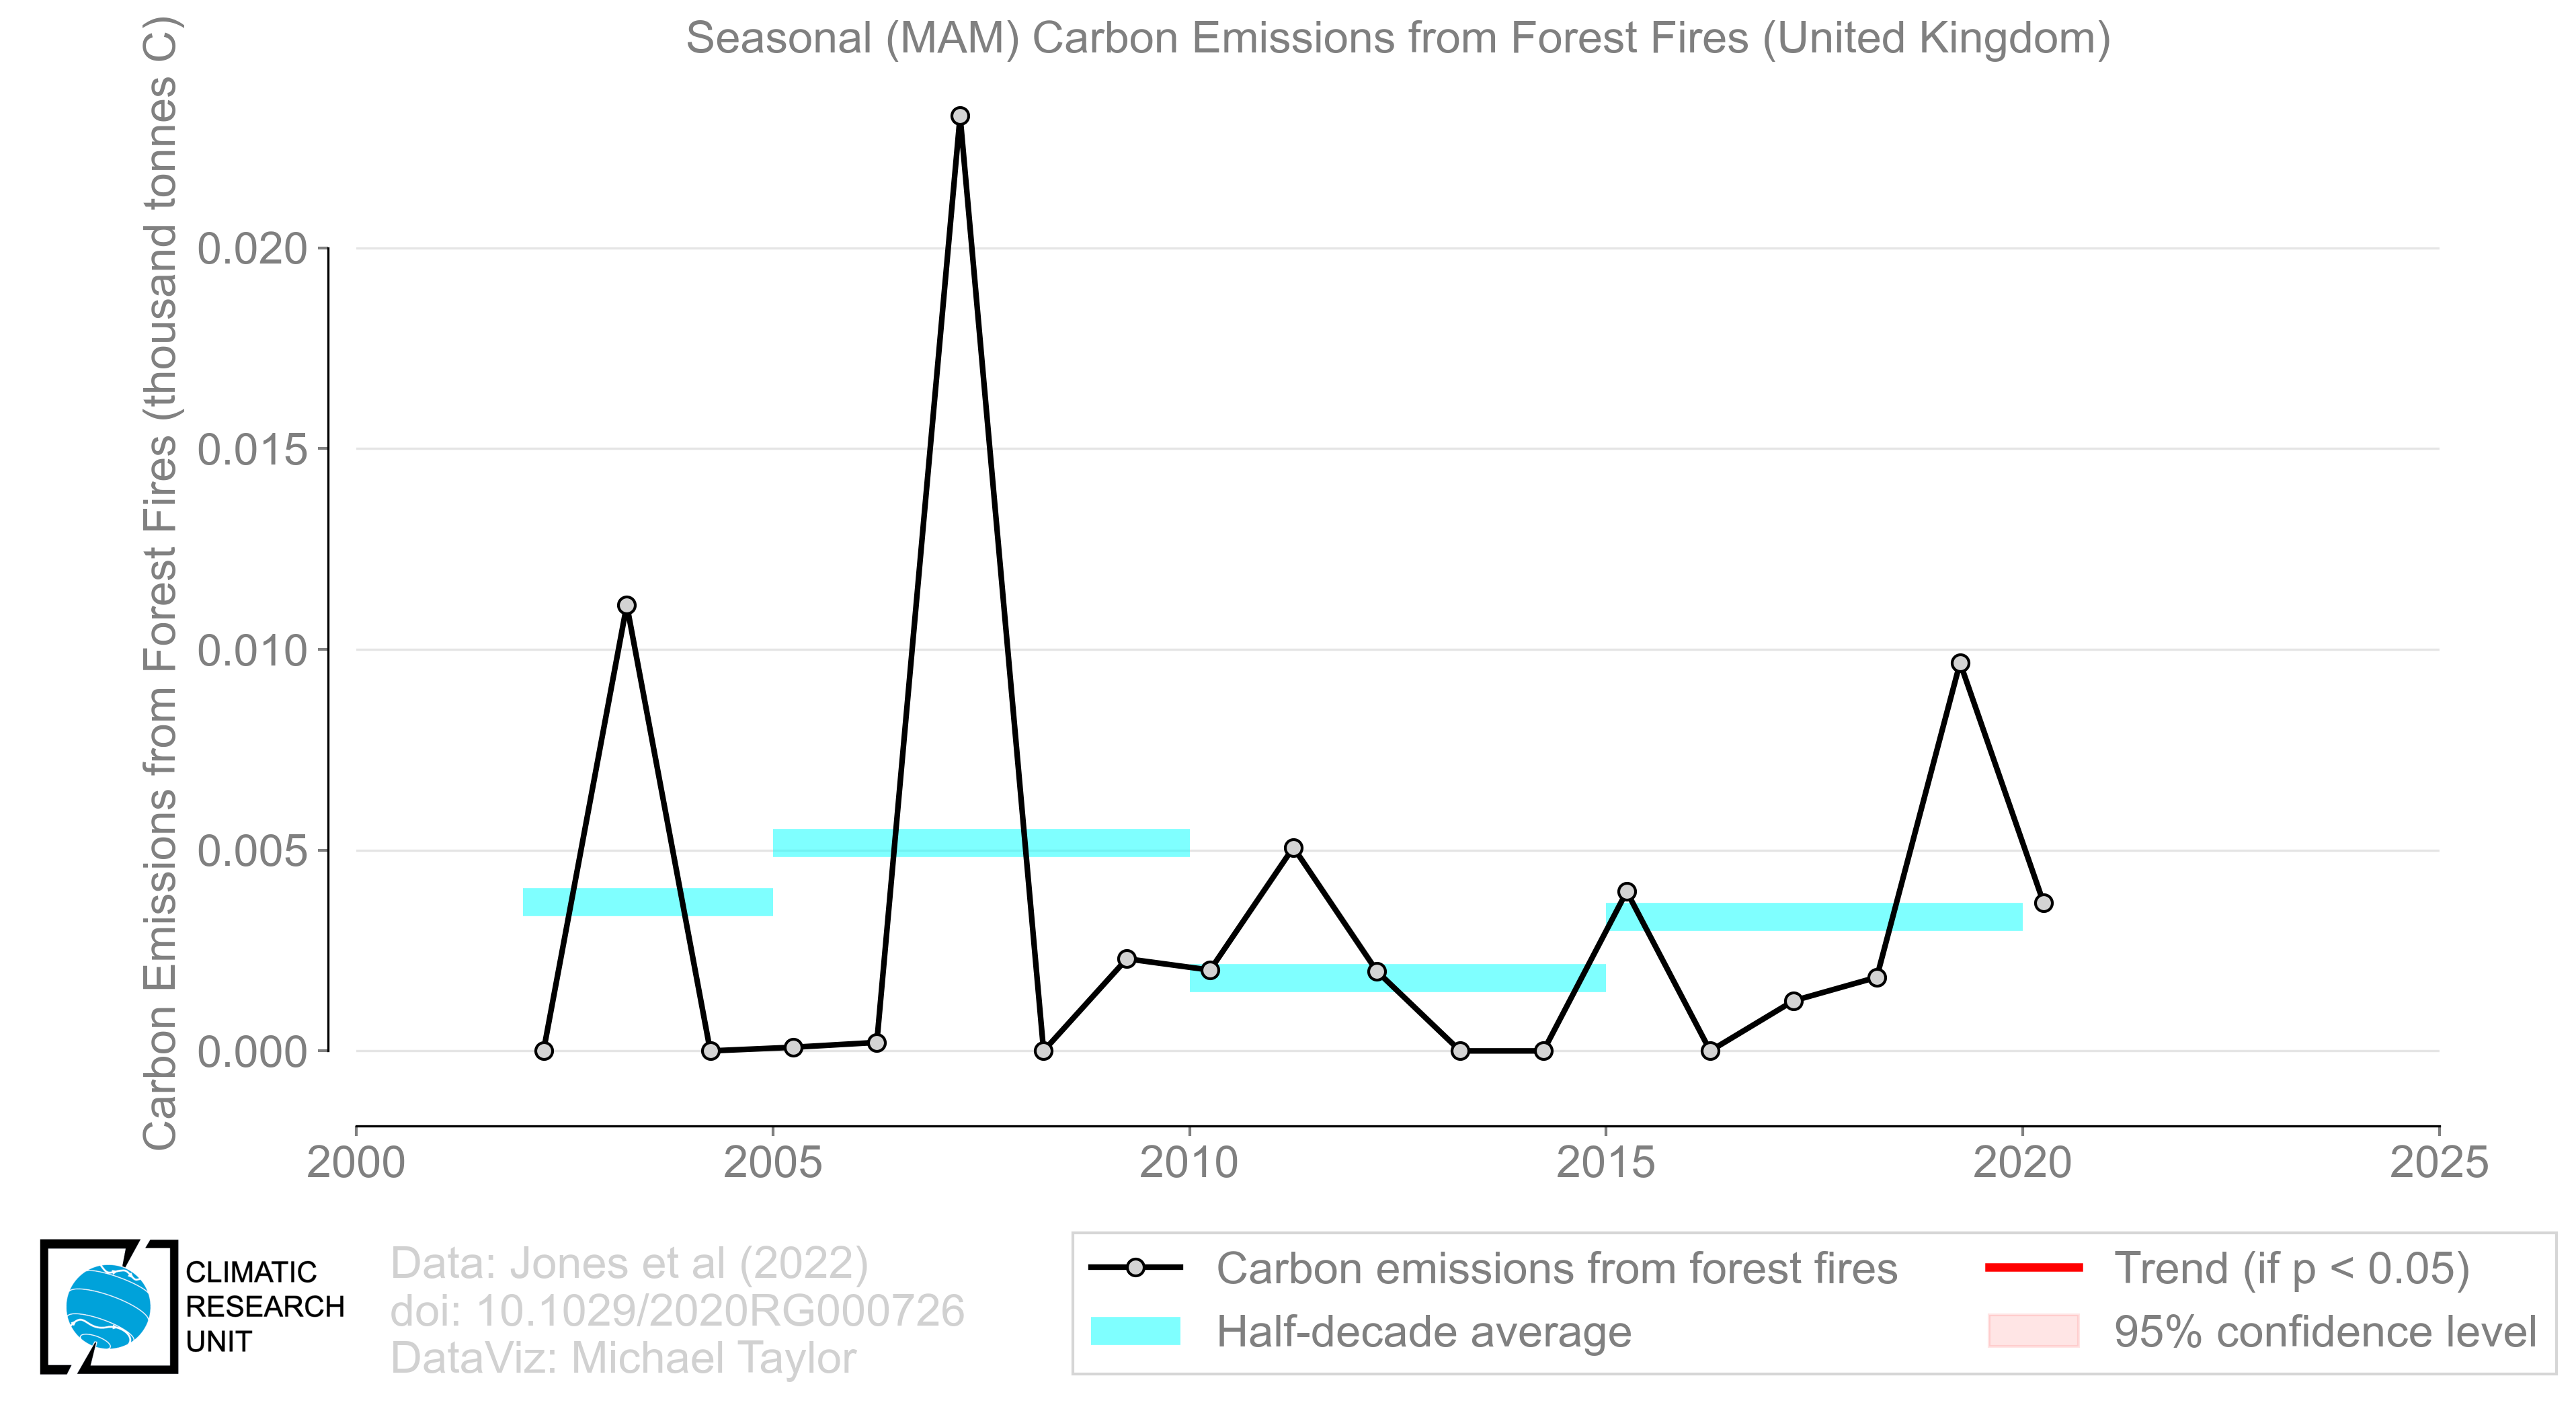 Seasonal (MAM) Carbon Emissions from Forest Fires (United Kingdom)
Carbon Emissions from Forest Fires (thousand tonnes C)
0.020
0.015
0.010
0.005
0.000
2000
2005
2010
2015
2020
2025
CLIMATIC
RESEARCH
UNIT
Data: Jones et al (2022)
doi: 10.1029/2020RG000726
DataViz: Michael Taylor
Carbon emissions from forest fires
Half-decade average
Trend (if p < 0.05)
95% confidence level